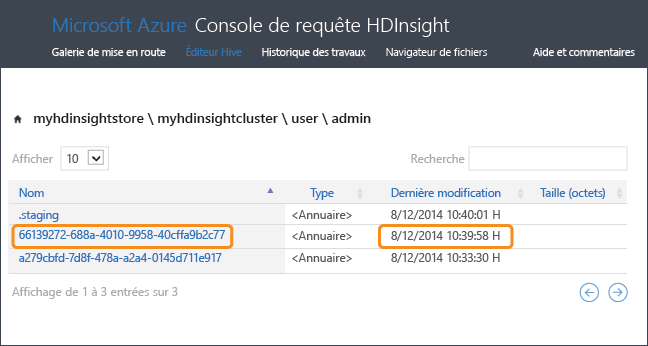 Microsoft Azure Console de requête HDInsight
Galerie de mise en route Éditeur Hive Historique des travaux Navigateur de fichiers Aide et commentaires
myhdinsightstore \ myhdinsightcluster \ user \ admin
Afficher 10 Recherche
Nom Type Dernière modification Taille (octets)
.staging <Annuaire> 8/12/2014 10:40:01 H
66139272-688a-4010-9958-40cffa9b2c77 <Annuaire> 8/12/2014 10:39:58 H
a279cbfd-7d8f-478a-a2a4-0145d711e917 <Annuaire> 8/12/2014 10:33:30 H
Affichage de 1 à 3 entrées sur 3